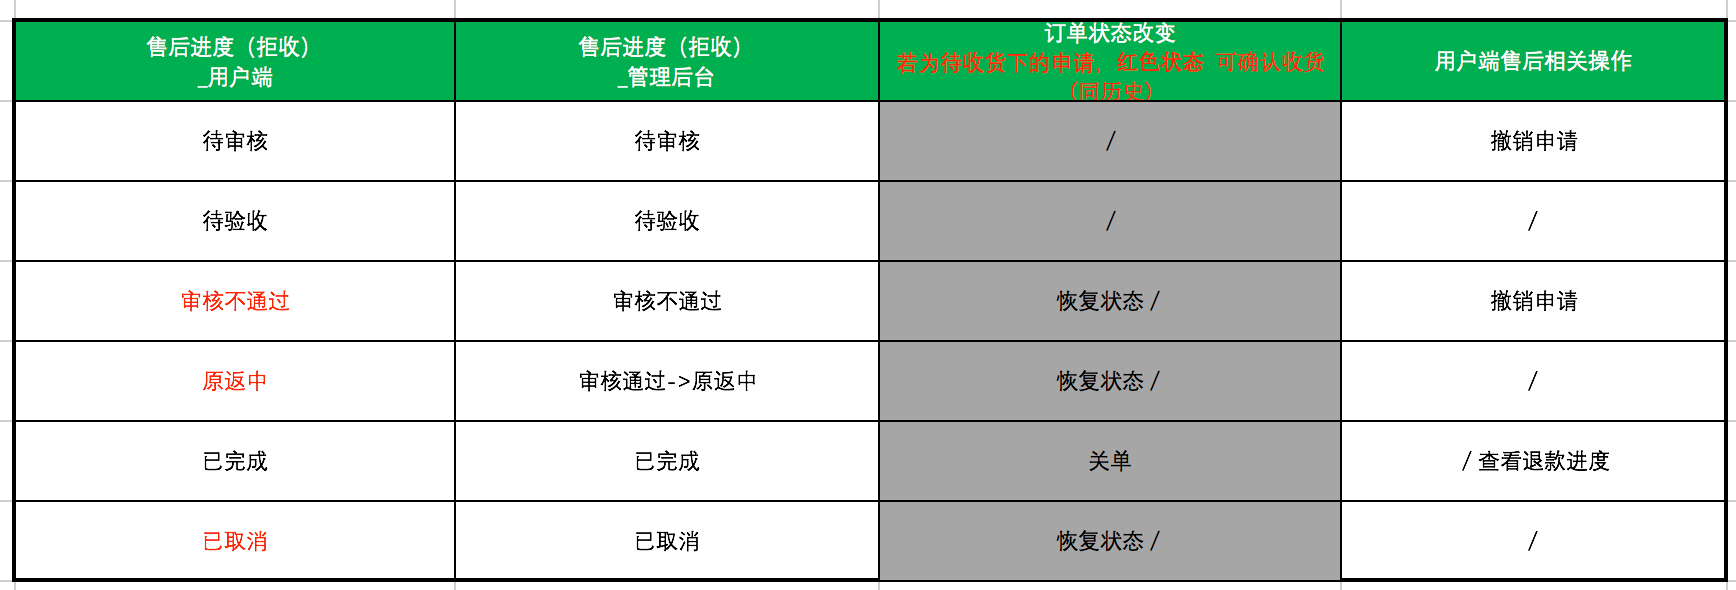 售后进度（拒收）
_用户端
售后进度（拒收）
_管理后台
订单状态改变
若为待收货下的申请，红色状态 可确认收货
（同历史）
用户端售后相关操作
待审核
待审核
/
撤销申请
待验收
待验收
/
/
审核不通过
审核不通过
恢复状态 /
撤销申请
原返中
审核通过->原返中
恢复状态 /
/
已完成
已完成
关单
/ 查看退款进度
已取消
已取消
恢复状态 /
/